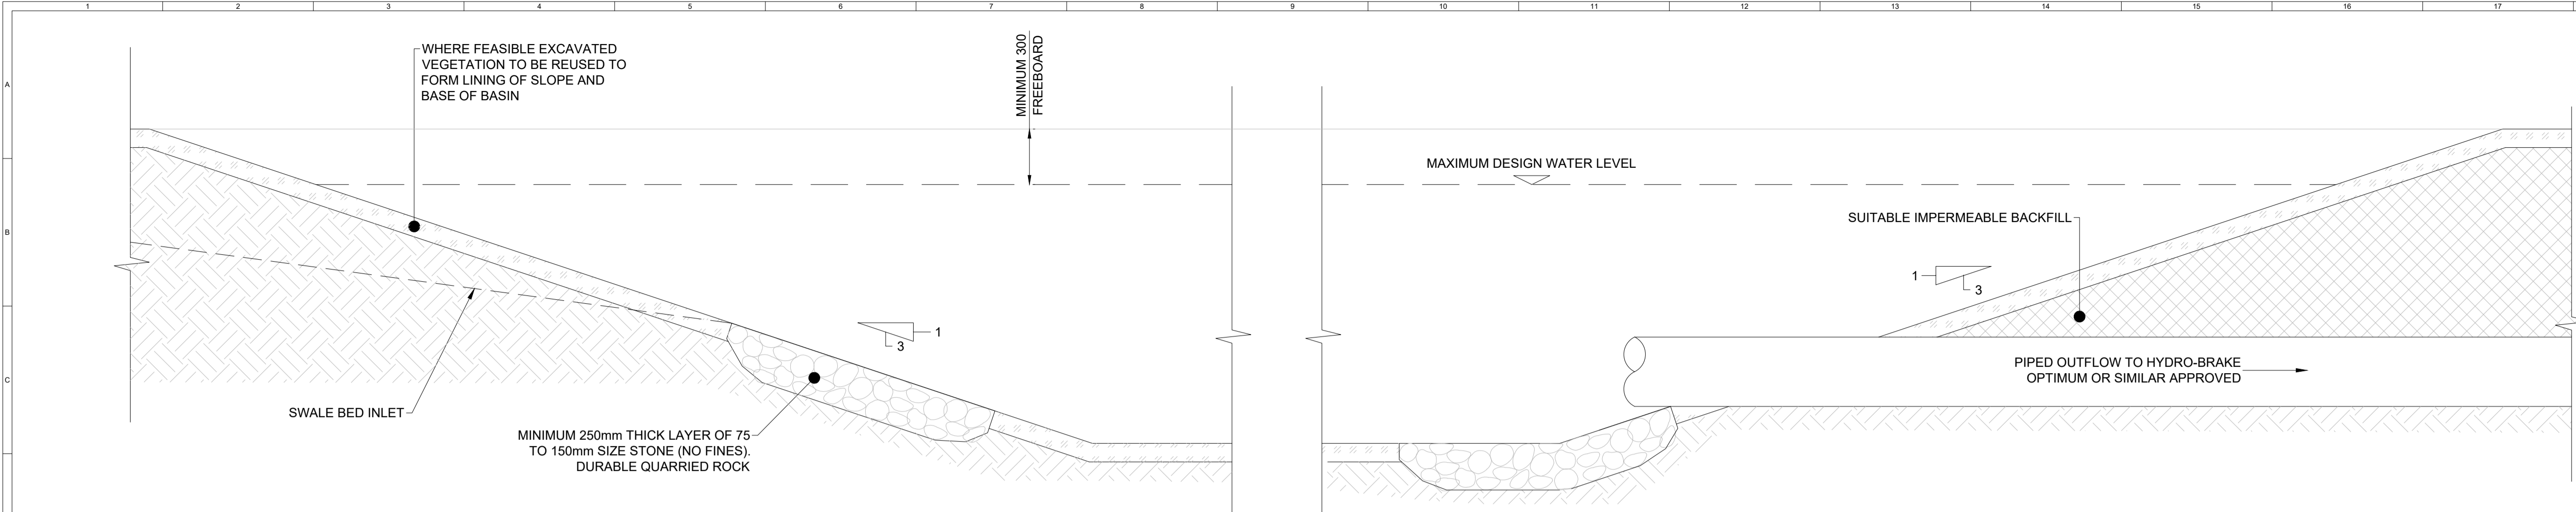 1 2 3 4 5 6 7 8 9 10 11 12 13 14 15 16 17
A
B
C
WHERE FEASIBLE EXCAVATED
VEGETATION TO BE REUSED TO
FORM LINING OF SLOPE AND
BASE OF BASIN
MINIMUM 300
FREEBOARD
MAXIMUM DESIGN WATER LEVEL
SUITABLE IMPERMEABLE BACKFILL
1
3
1
3
SWALE BED INLET
MINIMUM 250mm THICK LAYER OF 75
TO 150mm SIZE STONE (NO FINES).
DURABLE QUARRIED ROCK
PIPED OUTFLOW TO HYDRO-BRAKE
OPTIMUM OR SIMILAR APPROVED